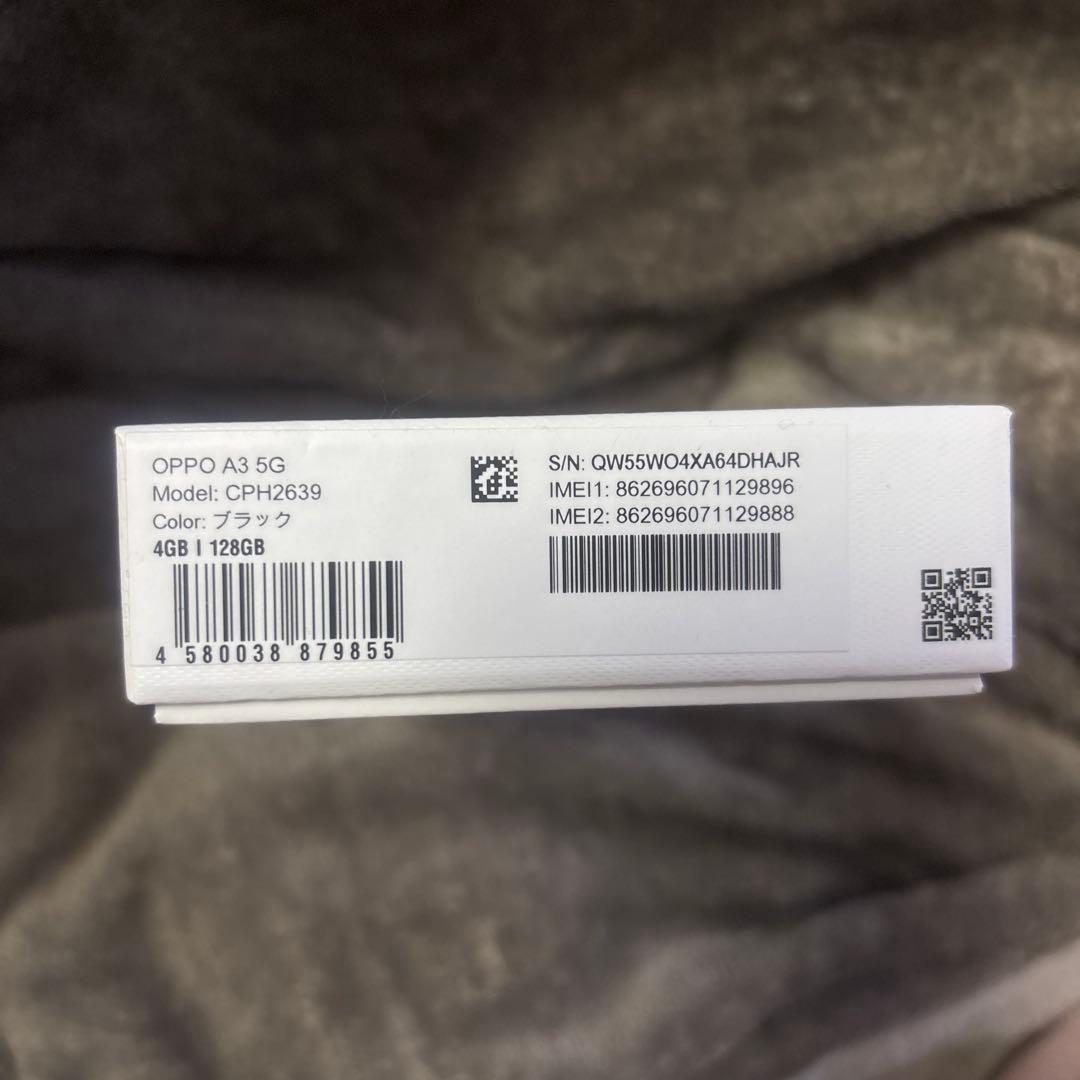 OPPO A3 5G
Model: CPH2639
Color: ブラック
4GB | 128GB
4 580038 879855
S/N: QW55WO4XA64DHAJR
IMEI1: 862696071129896
IMEI2: 862696071129888